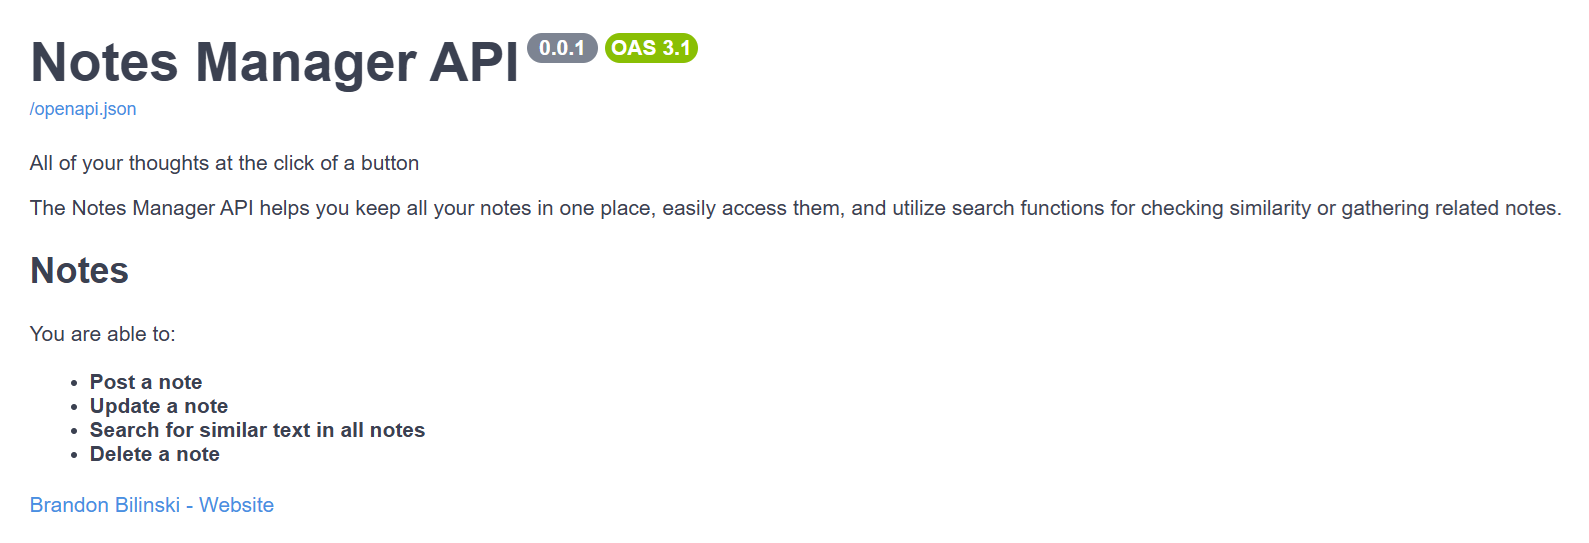 Notes Manager API 0.0.1 OAS 3.1
/openapi.json
All of your thoughts at the click of a button
The Notes Manager API helps you keep all your notes in one place, easily access them, and utilize search functions for checking similarity or gathering related notes.
Notes
You are able to:
• Post a note
• Update a note
• Search for similar text in all notes
• Delete a note
Brandon Bilinski - Website